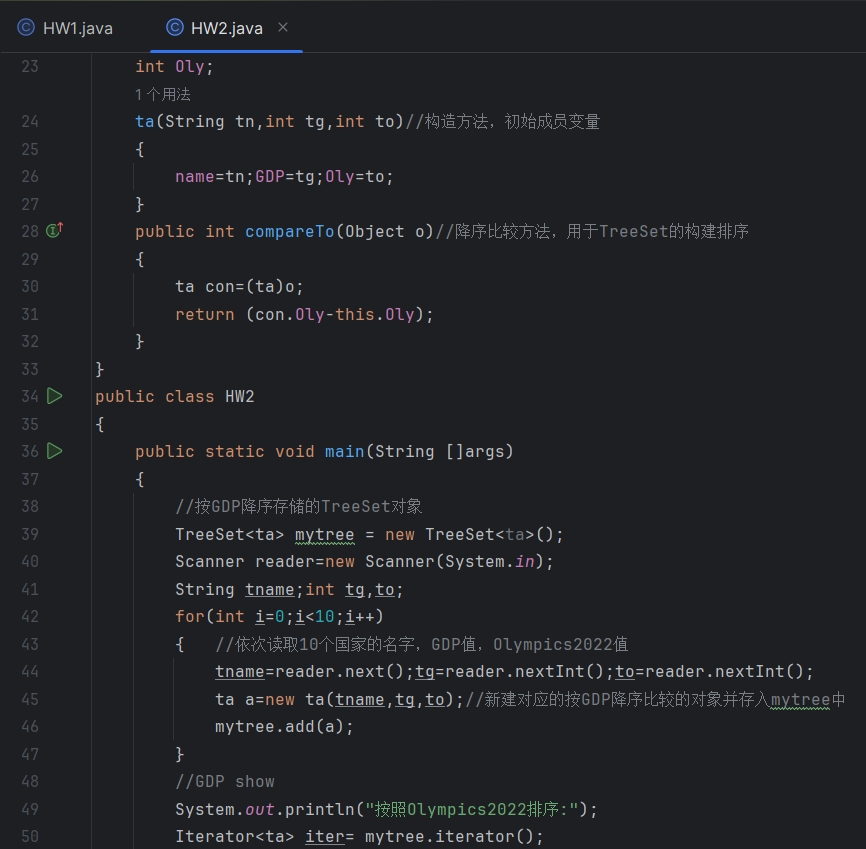 HW1.java HW2.java
23 int Oly;
1 个用法
24 ta(String tn,int tg,int to)//构造方法，初始成员变量
25 {
26 name=tn;GDP=tg;Oly=to;
27 }
28 public int compareTo(Object o)//降序比较方法，用于TreeSet的构建排序
29 {
30 ta con=(ta)o;
31 return (con.Oly-this.Oly);
32 }
33 }
34 public class HW2
35 {
36 public static void main(String []args)
37 {
38 //按GDP降序存储的TreeSet对象
39 TreeSet<ta> mytree = new TreeSet<ta>();
40 Scanner reader=new Scanner(System.in);
41 String tname;int tg,to;
42 for(int i=0;i<10;i++)
43 { //依次读取10个国家的名字，GDP值，Olympics2022值
44 tname=reader.next();tg=reader.nextInt();to=reader.nextInt();
45 ta a=new ta(tname,tg,to);//新建对应的按GDP降序比较的对象并存入mytree中
46 mytree.add(a);
47 }
48 //GDP show
49 System.out.println("按照Olympics2022排序:");
50 Iterator<ta> iter= mytree.iterator();